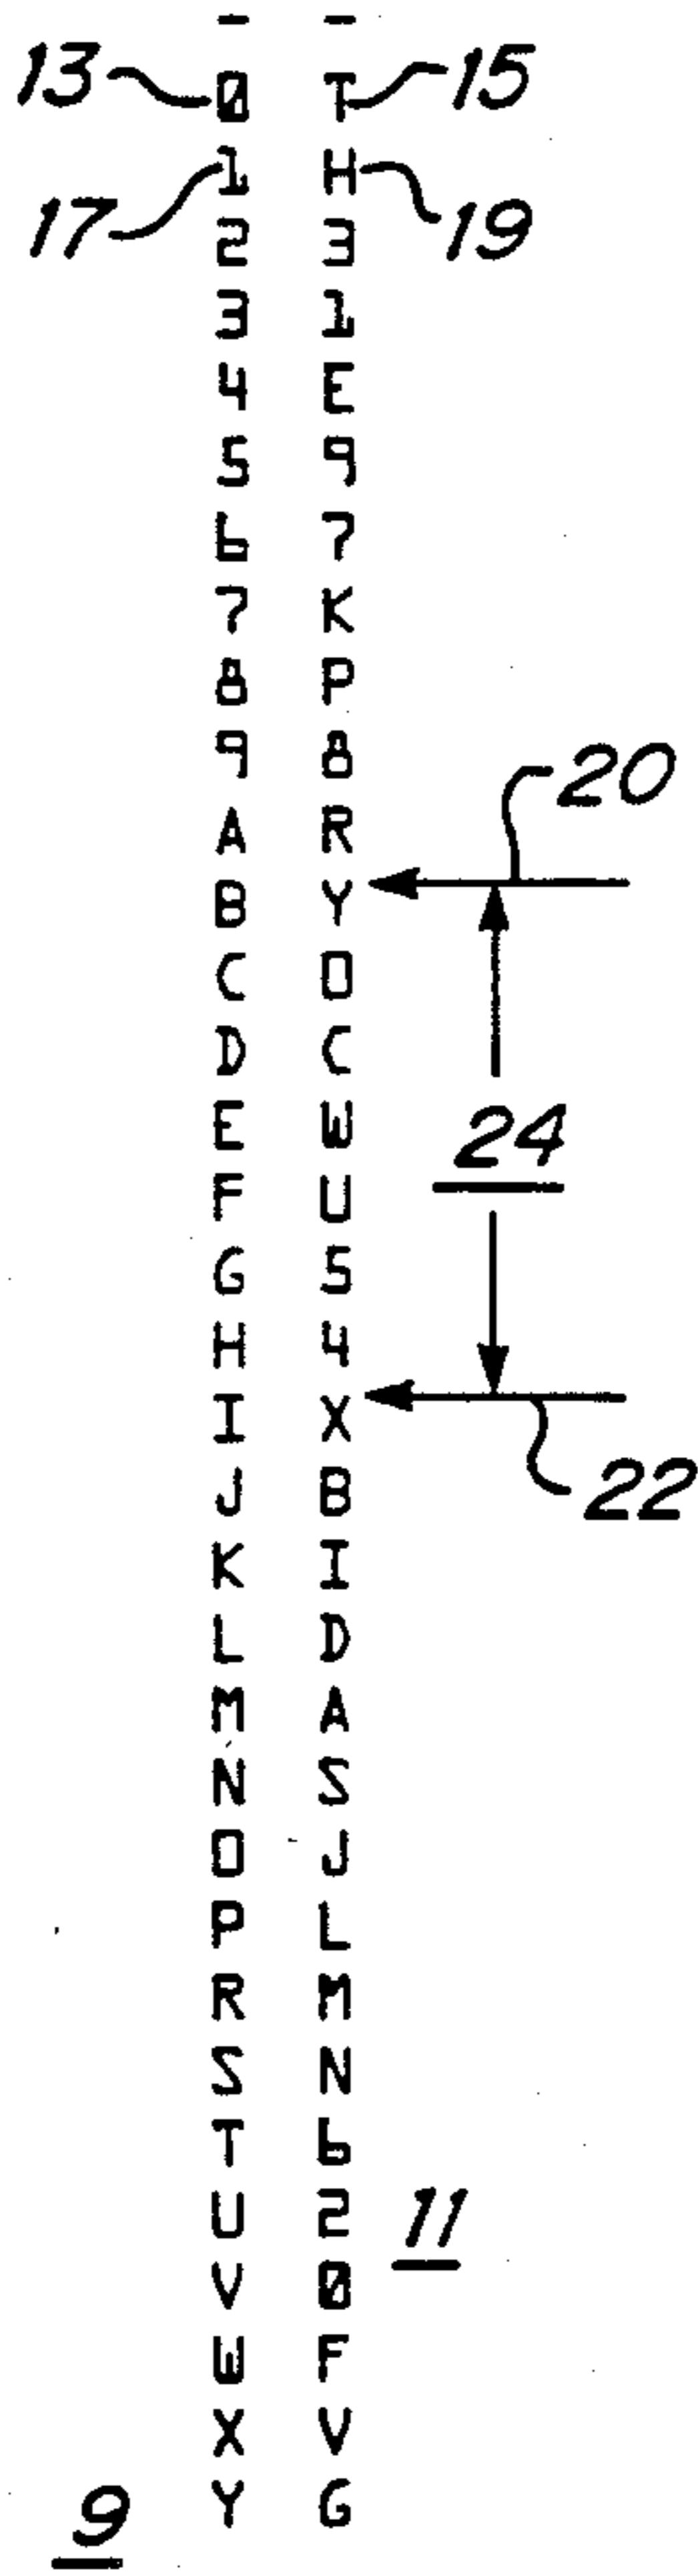 - -
13 0 T 15
1 H
17 2 3 19
3 1
4 E
5 9
6 7
7 K
8 P
9 8
20
A R
B Y
C O
D C
E W
24
F U
G 5
H 4
I X
J B
22
K I
L D
M A
N S
O J
P L
R M
S N
T 6
U 2
11
V 0
W F
X V
Y G
9